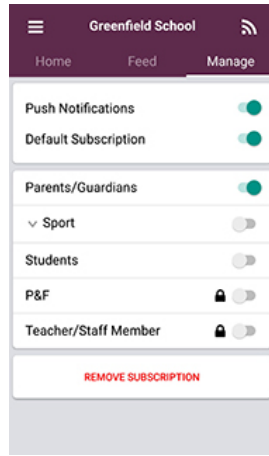 Greenfield School
Home Feed Manage
Push Notifications
Default Subscription
Parents/Guardians
Sport
Students
P&F
Teacher/Staff Member
REMOVE SUBSCRIPTION